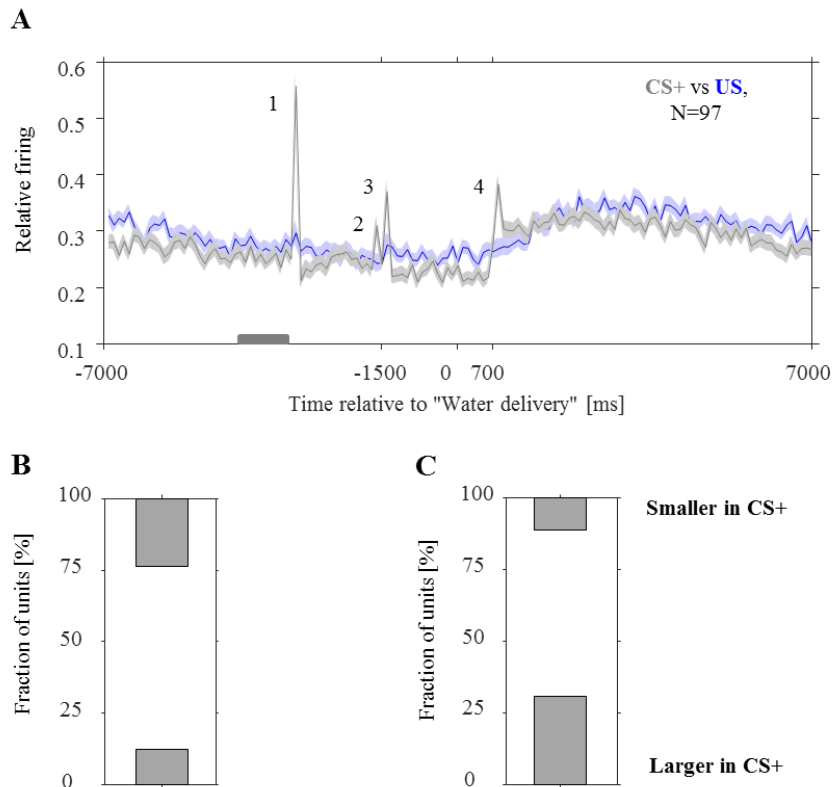 A
0.6
0.5
0.4
0.3
0.2
0.1
Relative firing
CS+ vs US,
N=97
1
2
3
4
-7000
-1500
0
700
7000
Time relative to "Water delivery" [ms]
B
100
75
50
25
0
Fraction of units [%]
C
100
75
50
25
0
Fraction of units [%]
Smaller in CS+
Larger in CS+